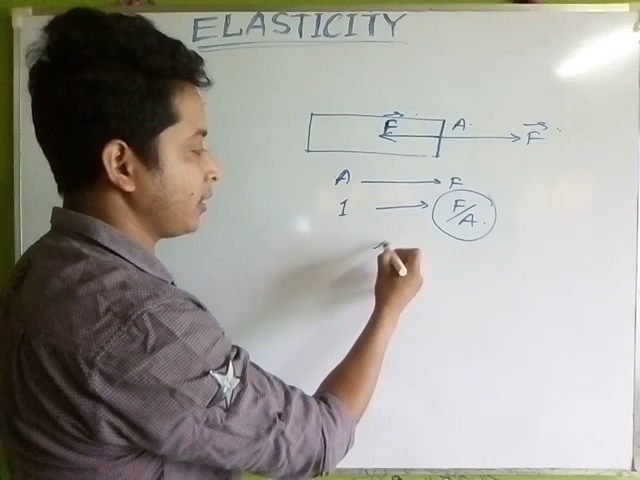 ELASTICITY
F A. F
A → F
1 → F/A.